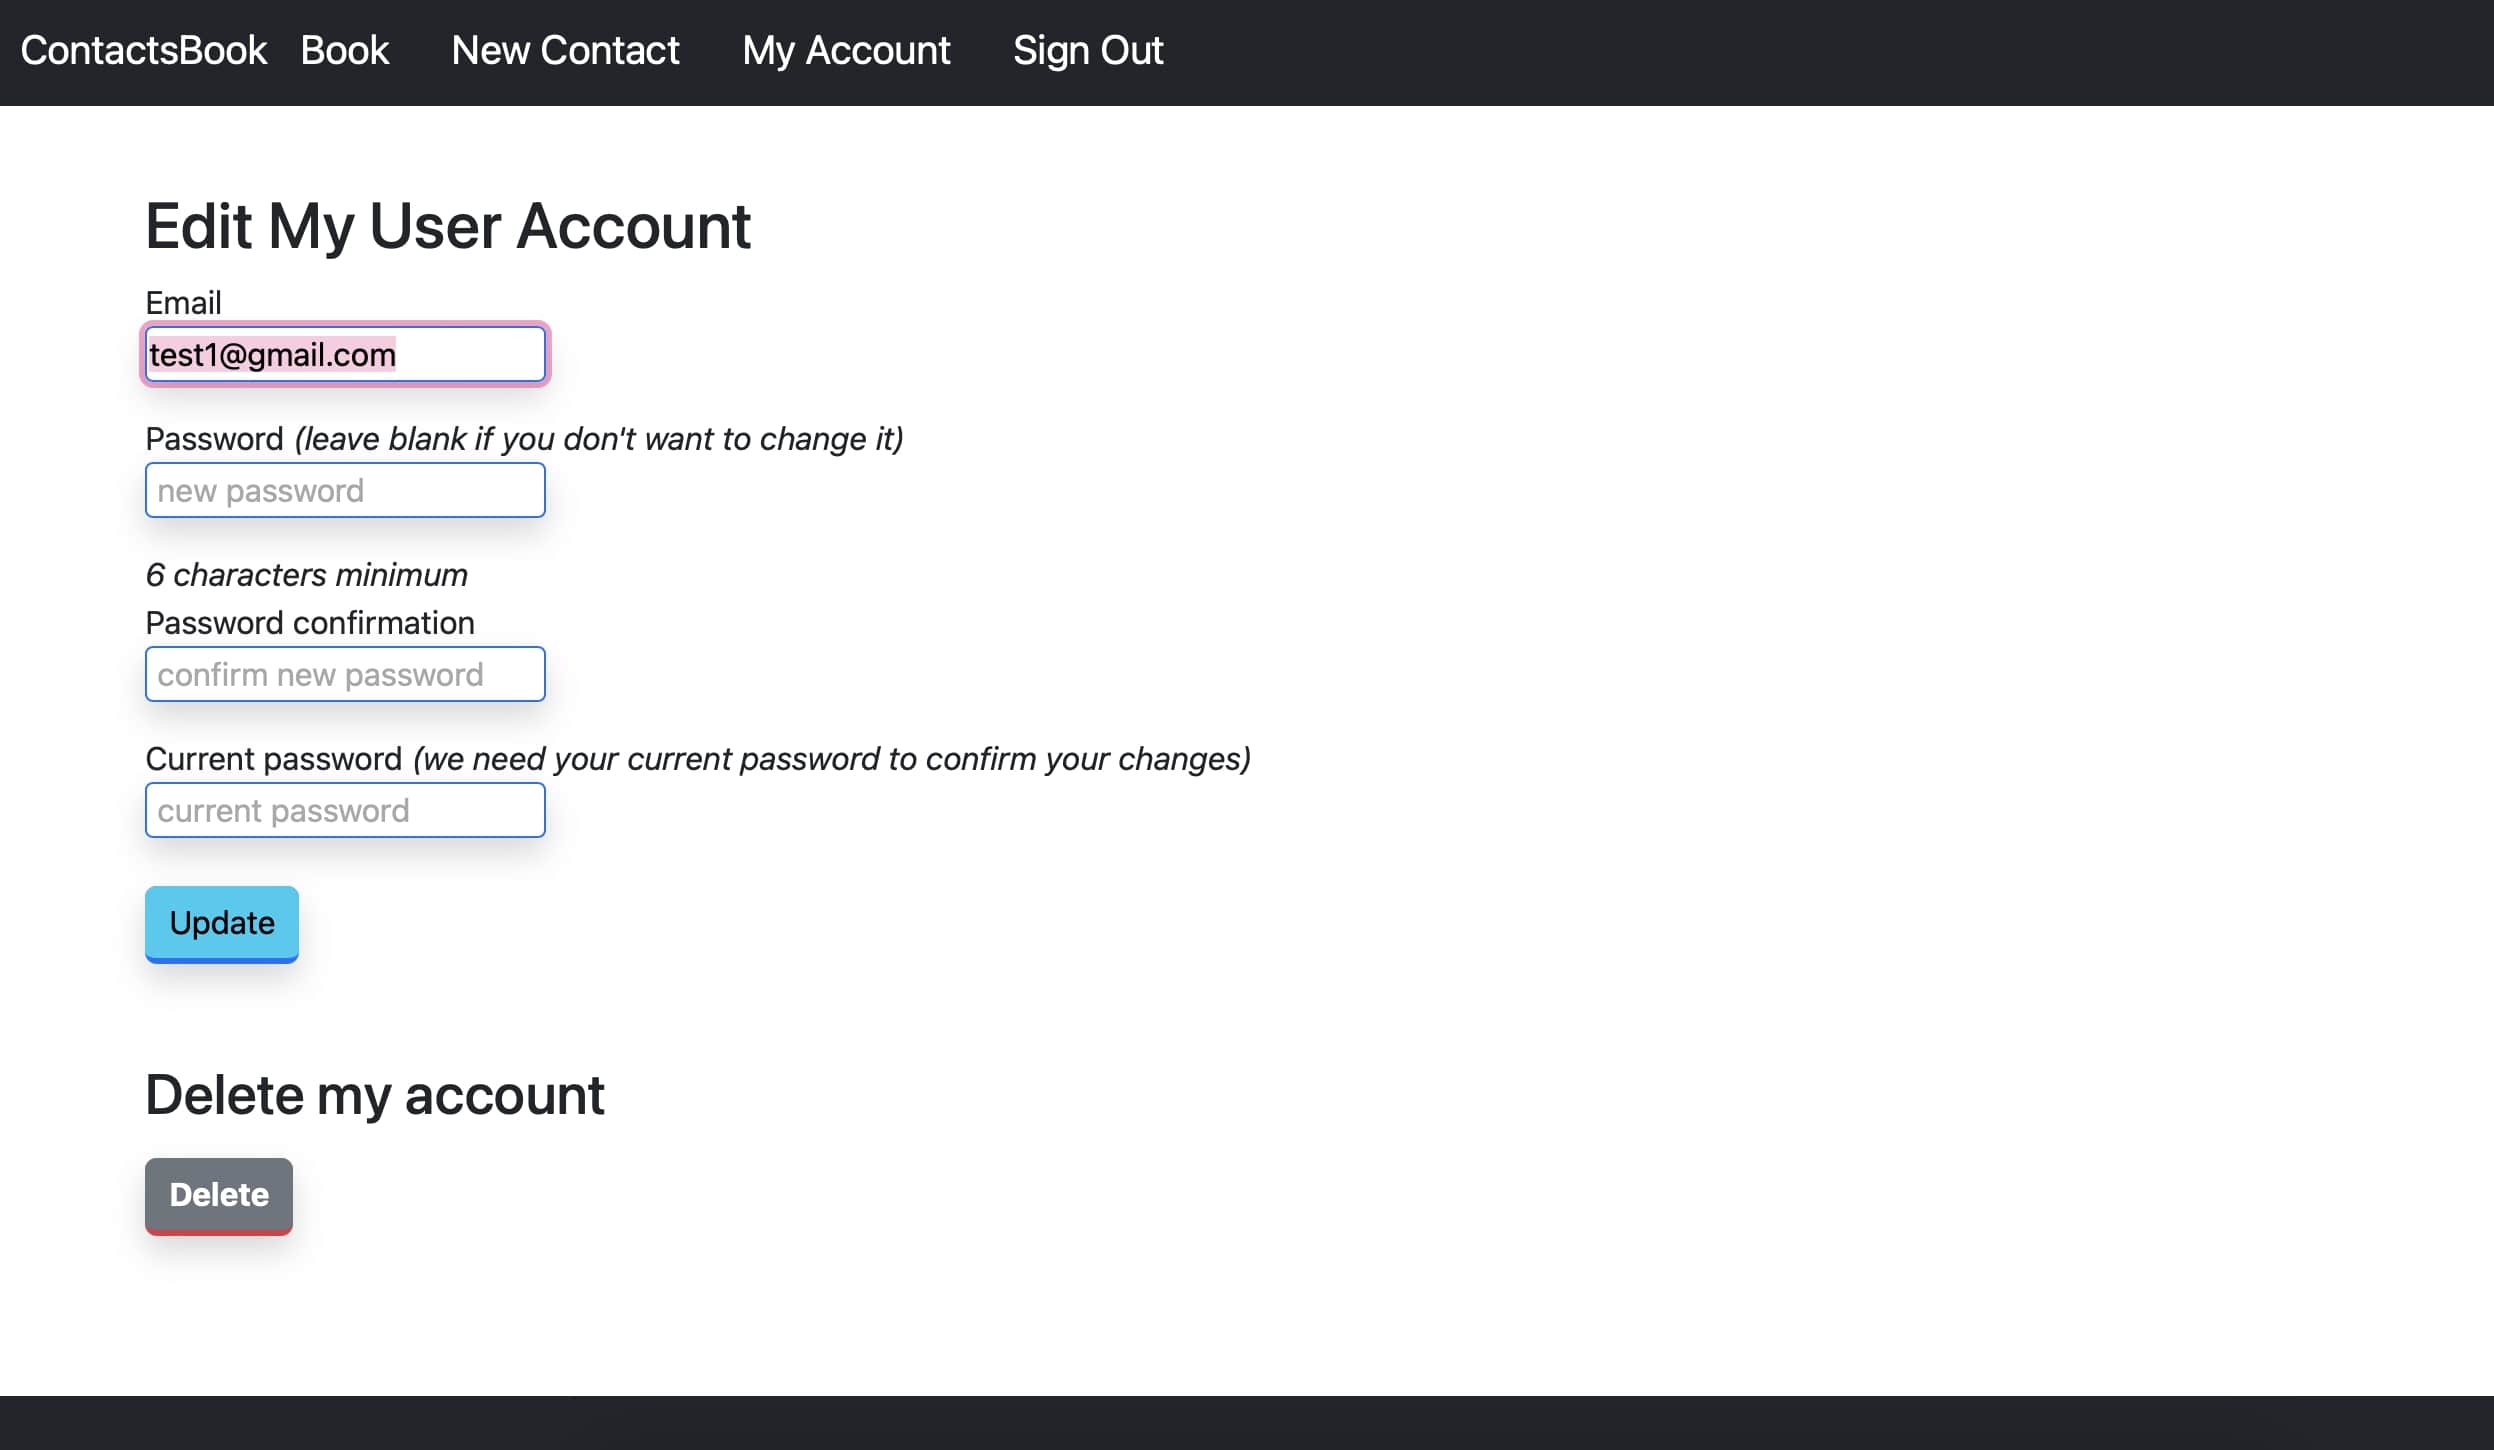 ContactsBook Book New Contact My Account Sign Out
Edit My User Account
Email
test1@gmail.com
Password (leave blank if you don't want to change it)
new password
6 characters minimum
Password confirmation
confirm new password
Current password (we need your current password to confirm your changes)
current password
Update
Delete my account
Delete